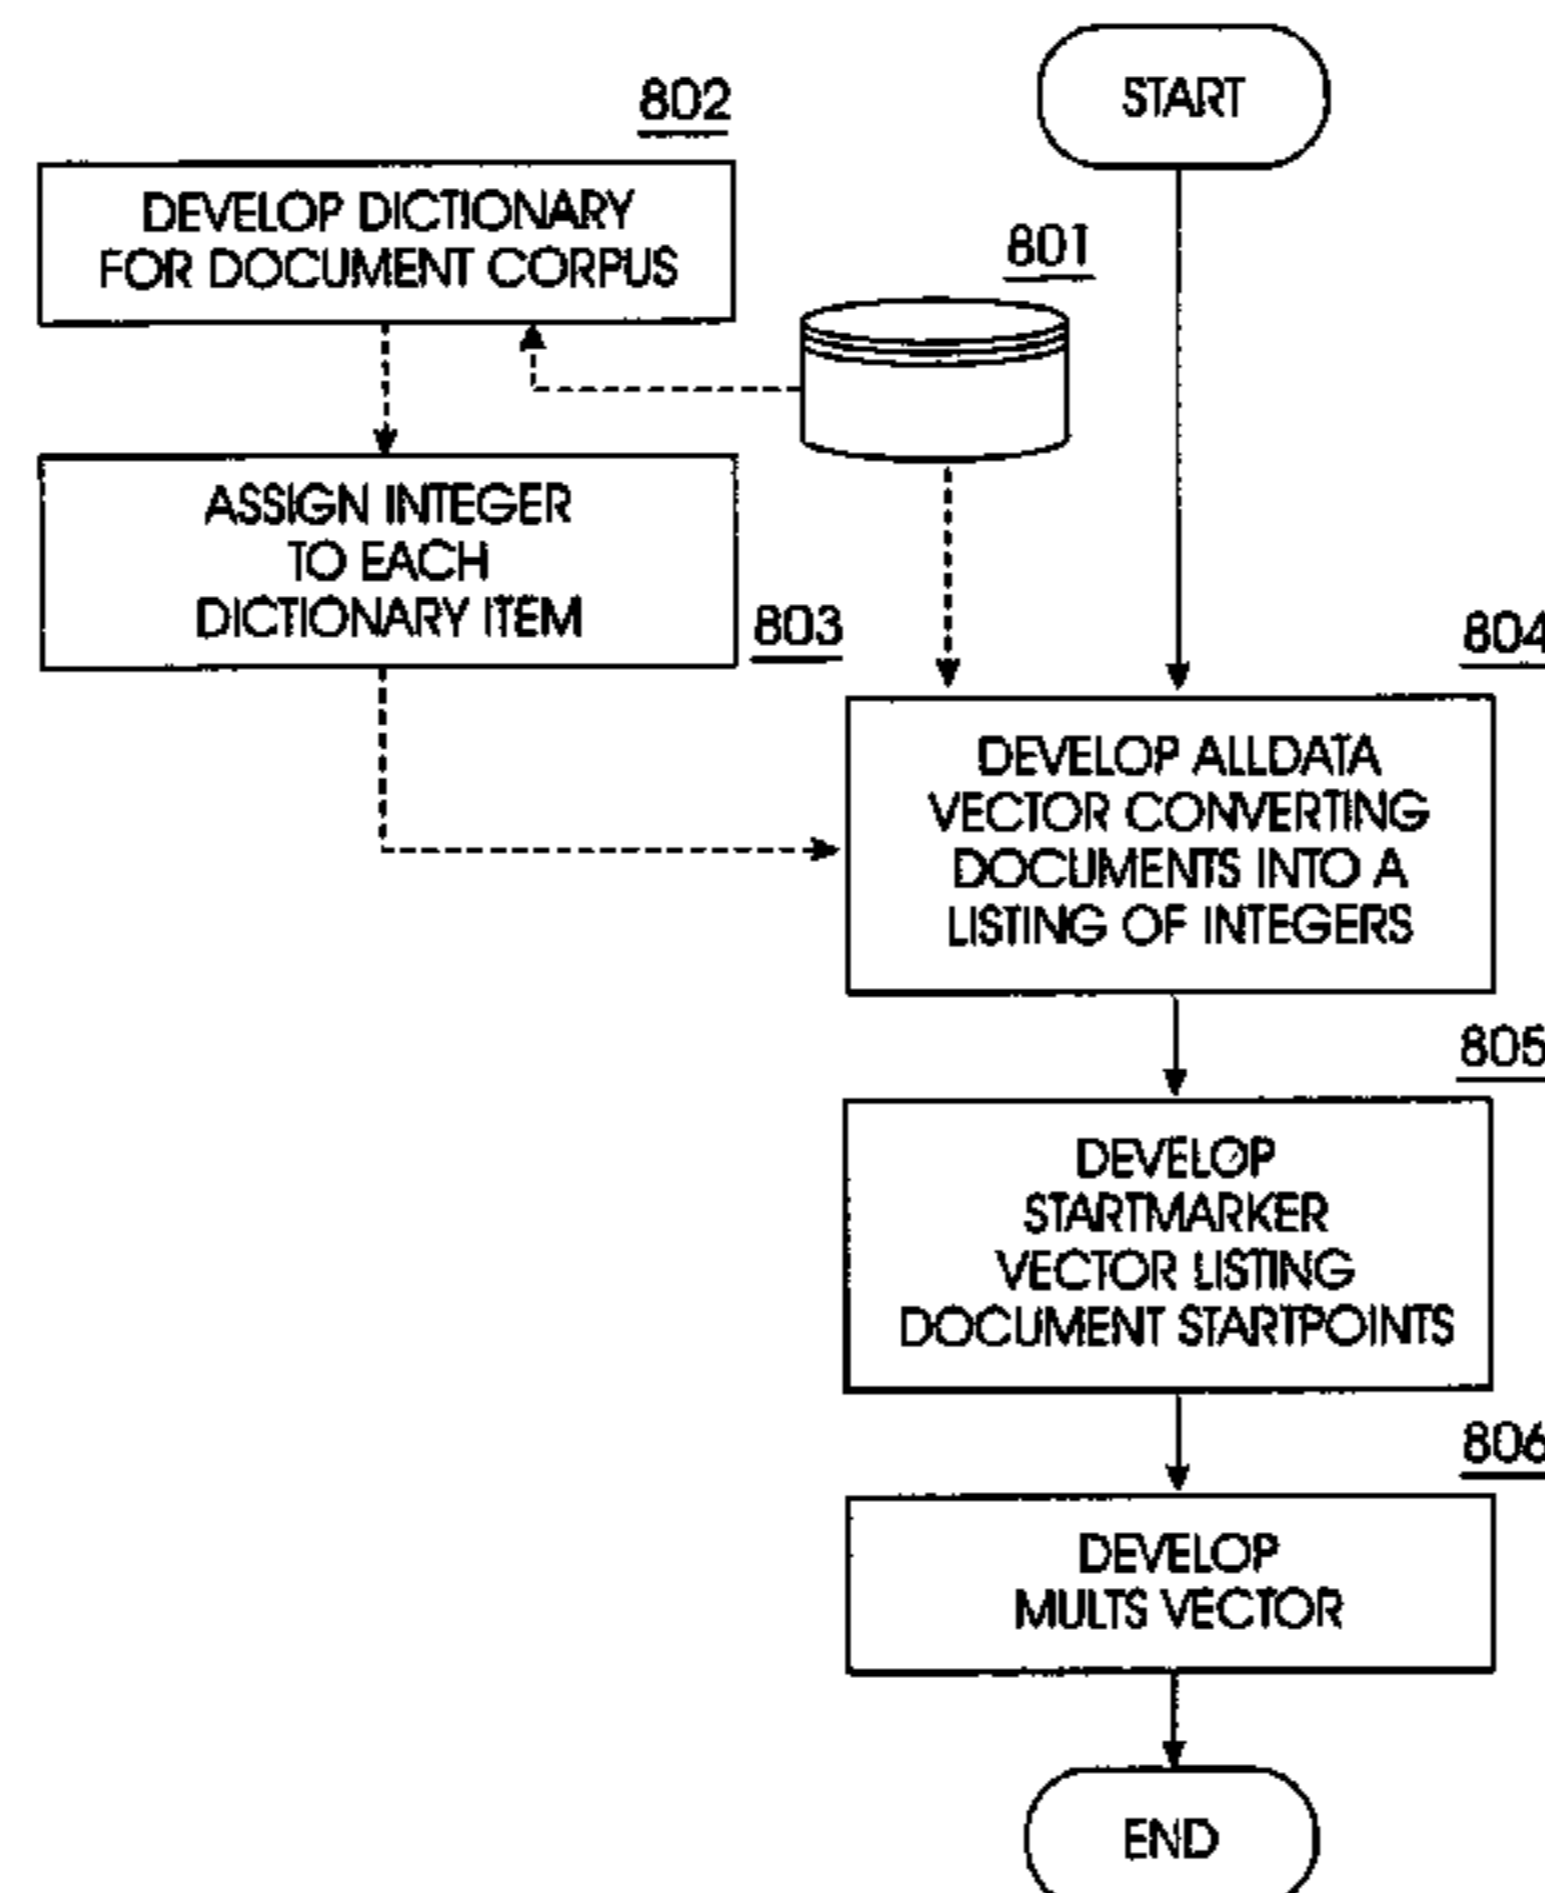 START
802
DEVELOP DICTIONARY
FOR DOCUMENT CORPUS
801
ASSIGN INTEGER
TO EACH
DICTIONARY ITEM
803
804
DEVELOP ALLDATA
VECTOR CONVERTING
DOCUMENTS INTO A
LISTING OF INTEGERS
805
DEVELOP
STARTMARKER
VECTOR LISTING
DOCUMENT STARTPOINTS
806
DEVELOP
MULTS VECTOR
END